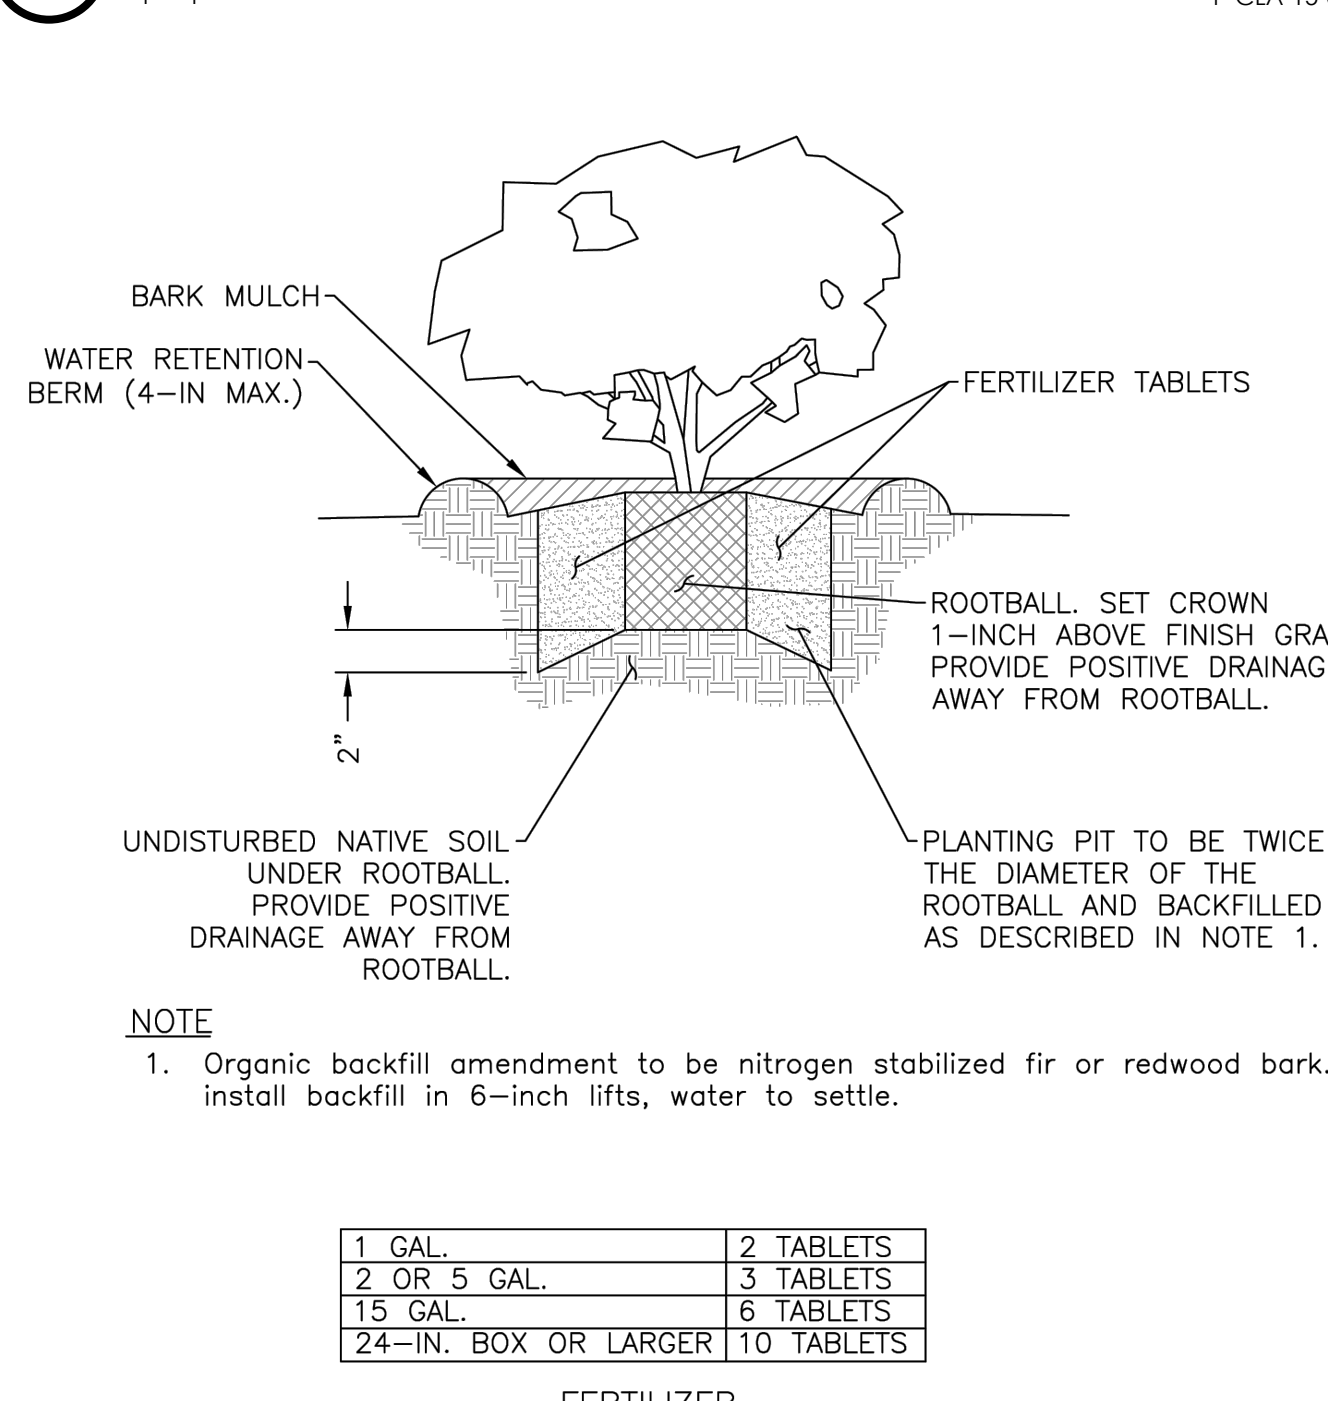 BARK MULCH
WATER RETENTION
BERM (4-IN MAX.)
FERTILIZER TABLETS
ROOTBALL. SET CROWN
1-INCH ABOVE FINISH
PROVIDE POSITIVE
AWAY FROM ROOTBALL.
2"
UNDISTURBED NATIVE SOIL
UNDER ROOTBALL.
PROVIDE POSITIVE
DRAINAGE AWAY FROM
ROOTBALL.
PLANTING PIT TO BE TWICE
THE DIAMETER OF THE
ROOTBALL AND BACKFILLED
AS DESCRIBED IN NOTE 1.
NOTE
1. Organic backfill amendment to be nitrogen stabilized fir or redwood bark.
install backfill in 6-inch lifts, water to settle.
1 GAL. 2 TABLETS
2 OR 5 GAL. 3 TABLETS
15 GAL. 6 TABLETS
24-IN. BOX OR LARGER 10 TABLETS
FERTILIZER